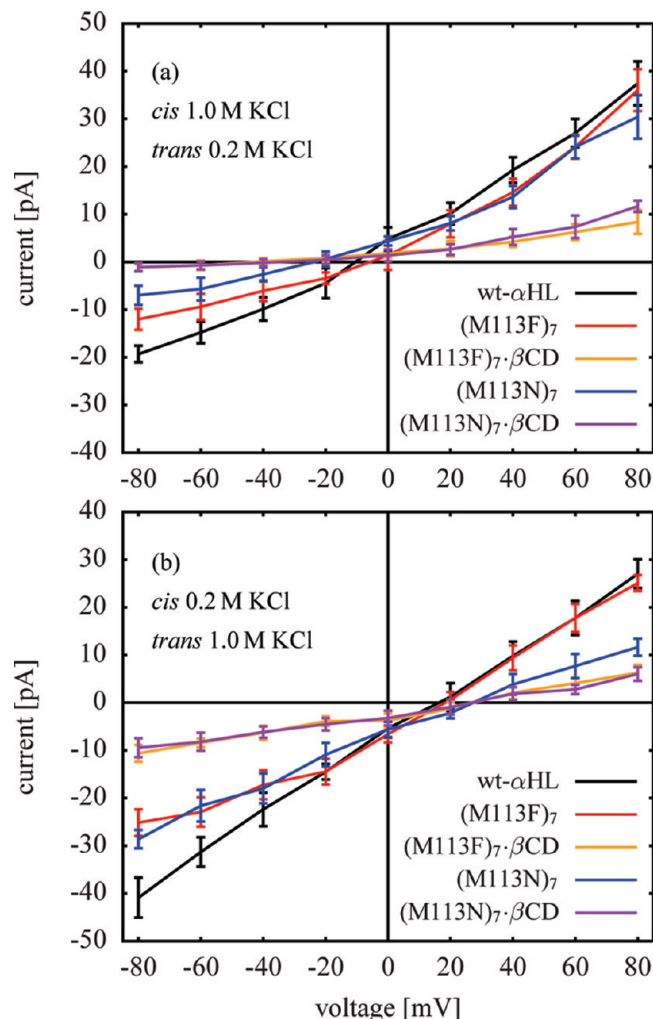 50
40
30
20
10
0
-10
-20
-30
-40
current [pA]
(a)
cis 1.0 M KCl
trans 0.2 M KCl
wt-αHL
(M113F)₇
(M113F)₇·βCD
(M113N)₇
(M113N)₇·βCD
-80 -60 -40 -20 0 20 40 60 80
40
30
20
10
0
-10
-20
-30
-40
-50
current [pA]
(b)
cis 0.2 M KCl
trans 1.0 M KCl
wt-αHL
(M113F)₇
(M113F)₇·βCD
(M113N)₇
(M113N)₇·βCD
-80 -60 -40 -20 0 20 40 60 80
voltage [mV]